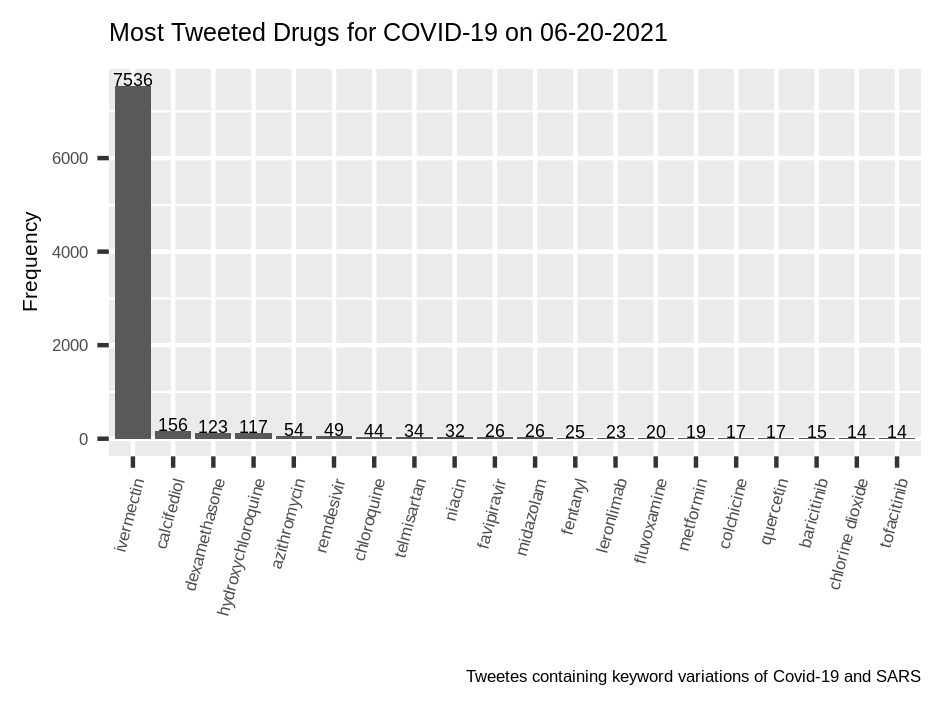 Most Tweeted Drugs for COVID-19 on 06-20-2021
Frequency
6000
4000
2000
0
7536
156
123
117
54
49
44
34
32
26
26
25
23
20
19
17
17
15
14
14
ivermectin
calcifediol
dexamethasone
hydroxychloroquine
azithromycin
remdesivir
chloroquine
telmisartan
niacin
favipiravir
midazolam
fentanyl
leronlimab
fluvoxamine
metformin
colchicine
quercetin
baricitinib
chlorine dioxide
tofacitinib
Tweetes containing keyword variations of Covid-19 and SARS